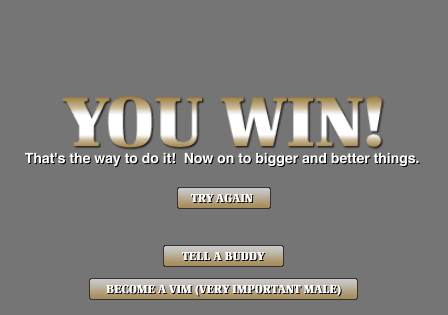 YOU WIN!
That's the way to do it!  Now on to bigger and better things.
TRY AGAIN
TELL A BUDDY
BECOME A VIM (VERY IMPORTANT MALE)